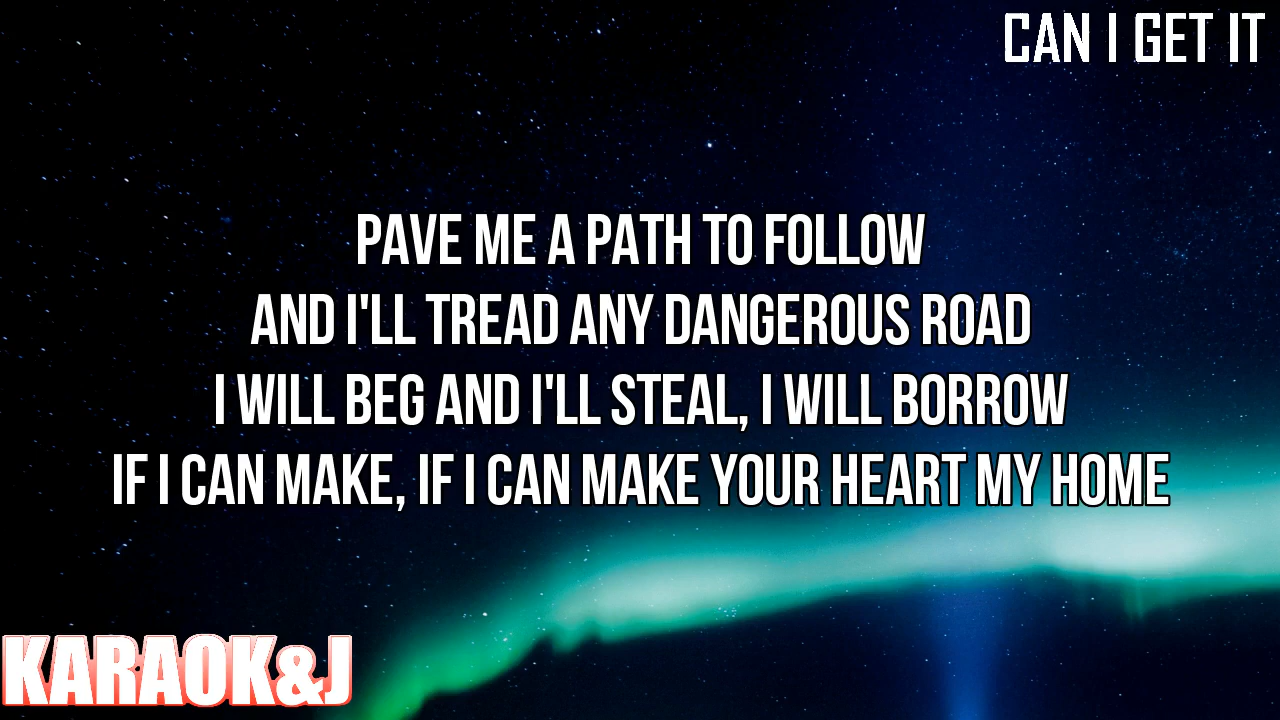 CAN I GET IT
PAVE ME A PATH TO FOLLOW
AND I'LL TREAD ANY DANGEROUS ROAD
I WILL BEG AND I'LL STEAL, I WILL BORROW
IF I CAN MAKE, IF I CAN MAKE YOUR HEART MY HOME
KARAOK&J